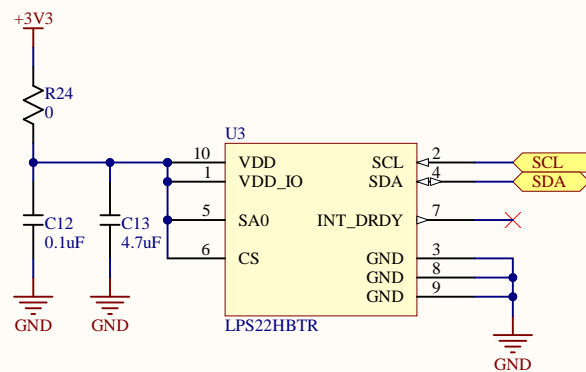 +3V3
R24
0
U3
10 VDD SCL 2 SCL
1 VDD_IO SDA 4 SDA
5 SA0 INT_DRDY 7
C12 C13
0.1uF 4.7uF
6 CS GND 3
GND 8
GND 9
GND GND
LPS22HBTR
GND